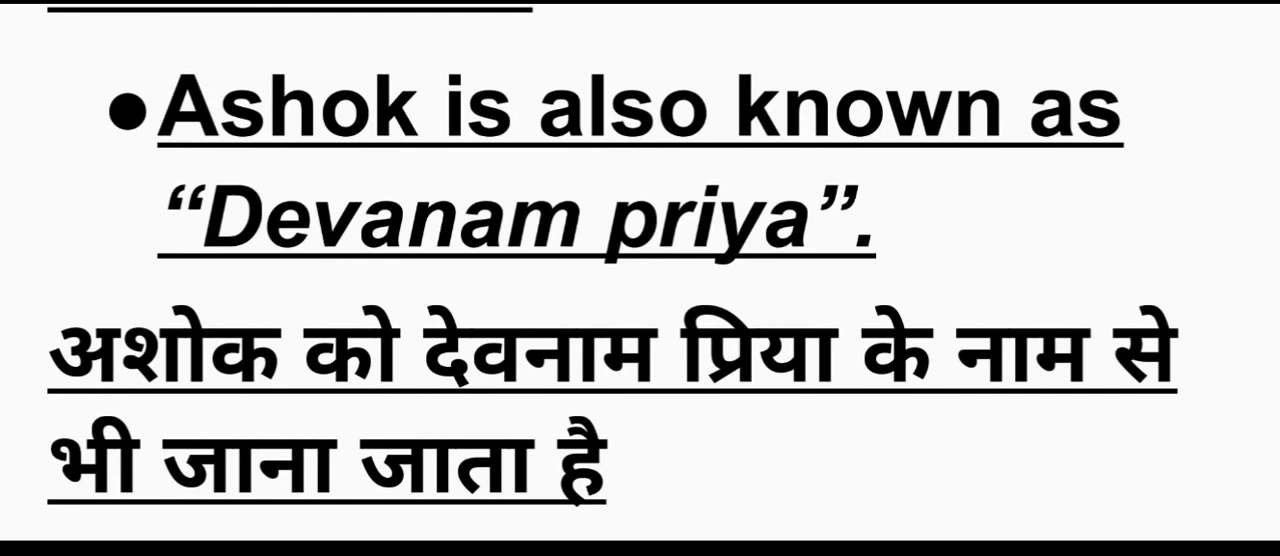 ●Ashok is also known as
“Devanam priya”.
अशोक को देवनाम प्रिया के नाम से
भी जाना जाता है